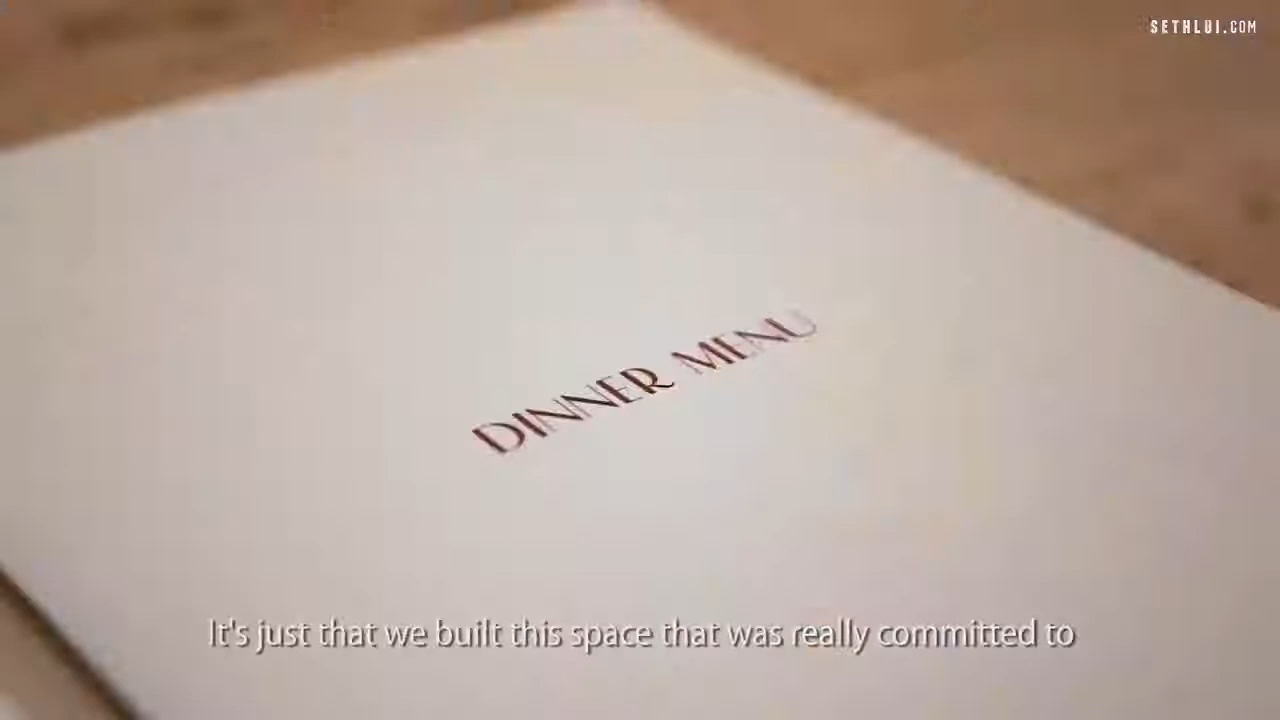 SETHLUI.COM
DINNER MENU
It's just that we built this space that was really committed to